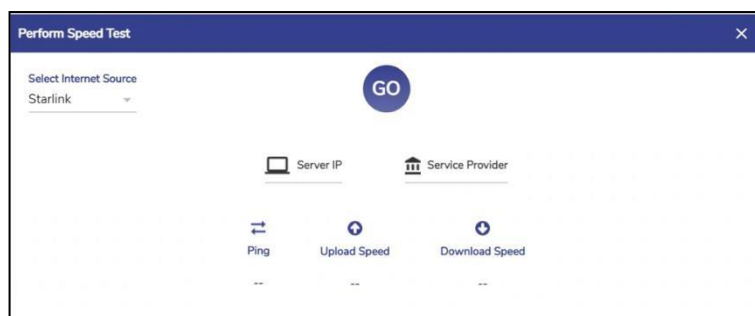 Perform Speed Test
Select Internet Source
Starlink
GO
Server IP
Service Provider
Ping
Upload Speed
Download Speed
-- -- --